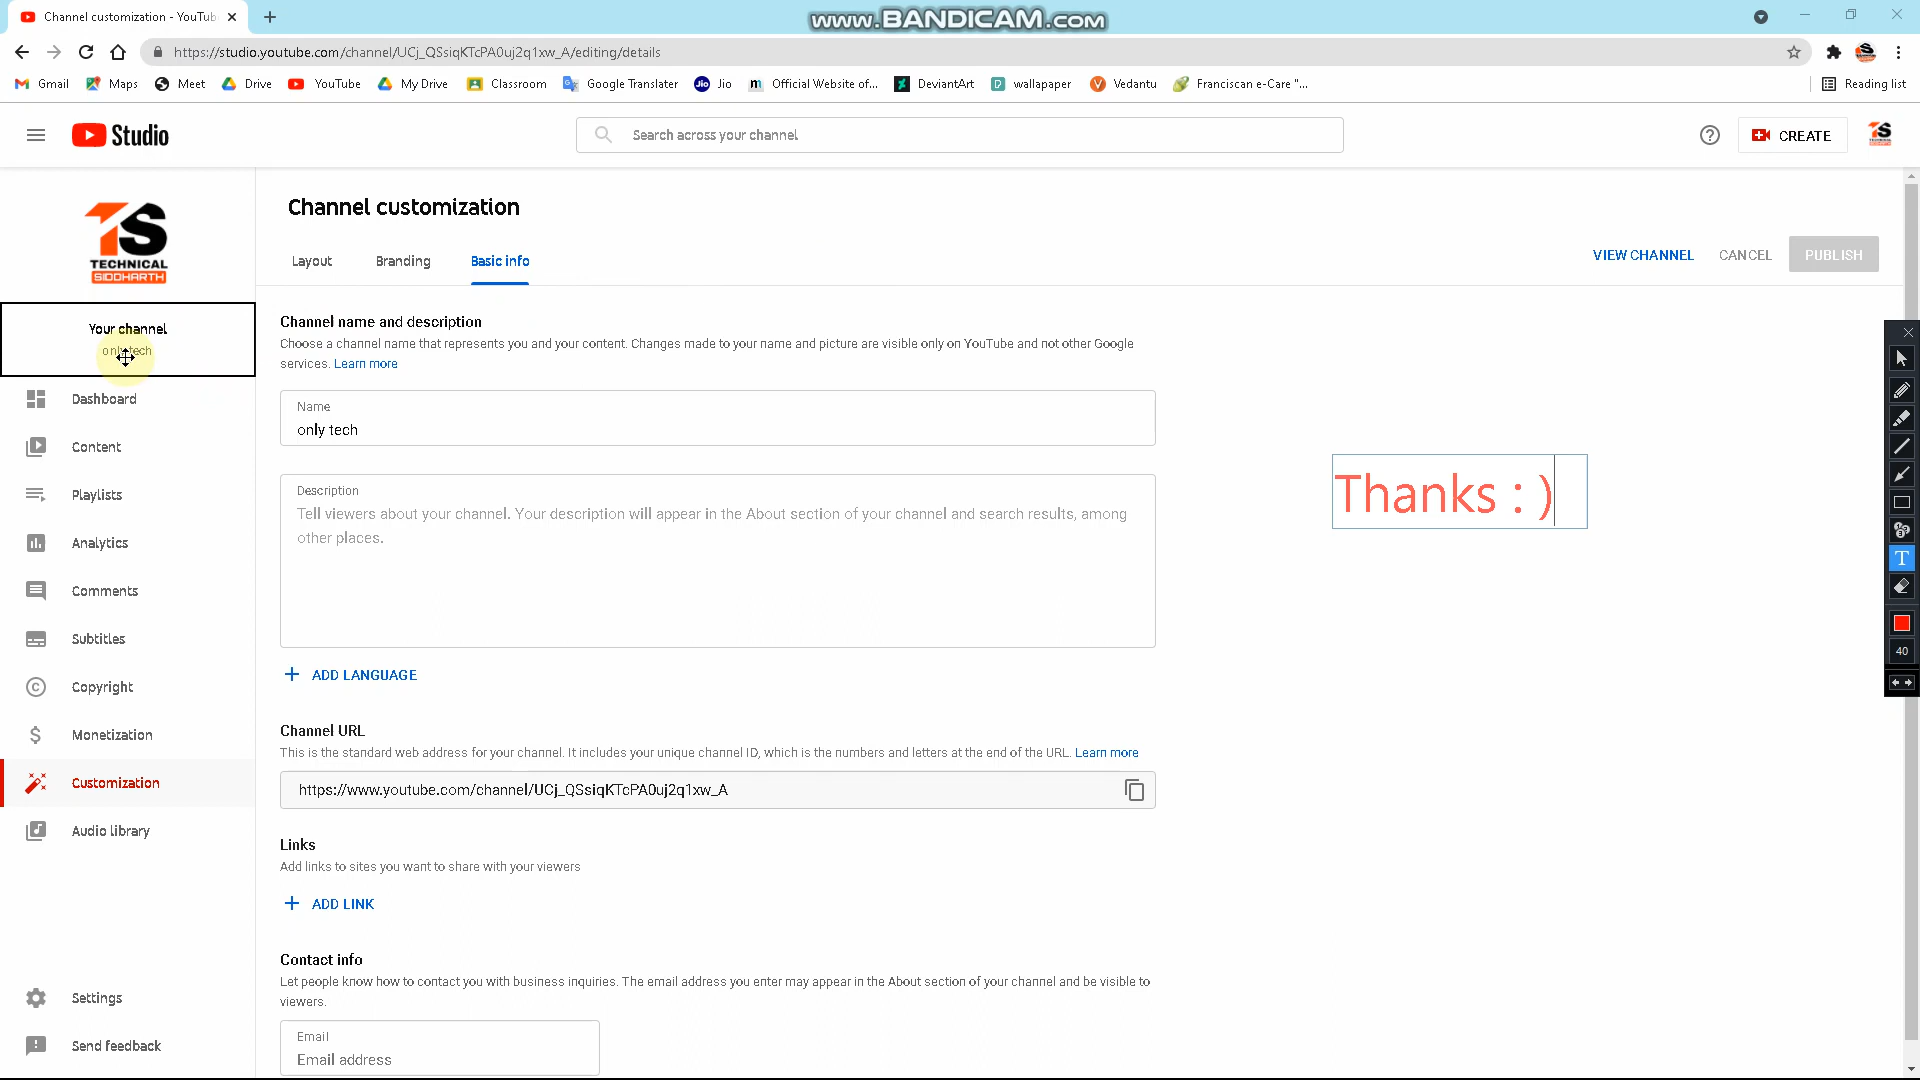 Channel customization - YouTub
www.BANDICAM.com
https://studio.youtube.com/channel/UCj_QSsiqKTcPA0uj2q1xw_A/editing/details
Gmail Maps Meet Drive YouTube My Drive Classroom Google Translater Jio Official Website of... DeviantArt wallapaper Vedantu Franciscan e-Care "... Reading list
Studio
Search across your channel
CREATE
TS
TECHNICAL
SIDDHARTH
Your channel
only tech
Dashboard
Content
Playlists
Analytics
Comments
Subtitles
Copyright
Monetization
Customization
Audio library
Settings
Send feedback
Channel customization
Layout Branding Basic info
VIEW CHANNEL CANCEL PUBLISH
Channel name and description
Choose a channel name that represents you and your content. Changes made to your name and picture are visible only on YouTube and not other Google
services. Learn more
Name
only tech
Description
Tell viewers about your channel. Your description will appear in the About section of your channel and search results, among
other places.
ADD LANGUAGE
Channel URL
This is the standard web address for your channel. It includes your unique channel ID, which is the numbers and letters at the end of the URL. Learn more
https://www.youtube.com/channel/UCj_QSsiqKTcPA0uj2q1xw_A
Links
Add links to sites you want to share with your viewers
ADD LINK
Contact info
Let people know how to contact you with business inquiries. The email address you enter may appear in the About section of your channel and be visible to
viewers.
Email
Email address
Thanks : )
T
40